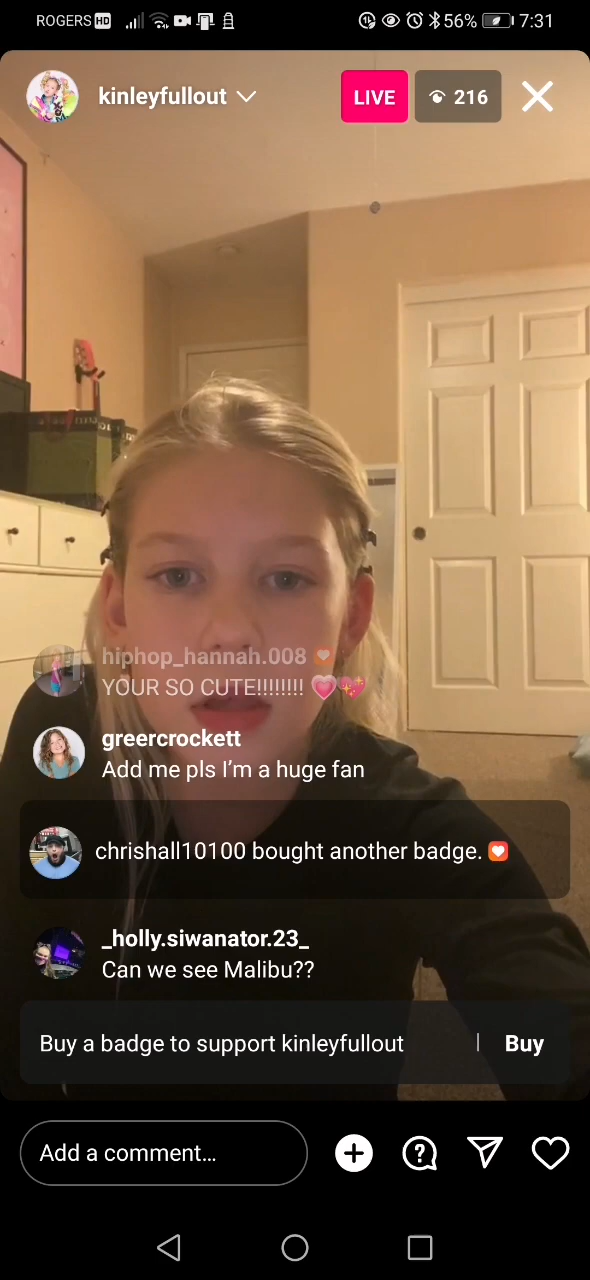 ROGERS HD
56% 7:31
kinleyfullout
LIVE
216
hiphop_hannah.008
YOUR SO CUTE!!!!!!!! 💗💖
greercrockett
Add me pls I'm a huge fan
chrishall10100 bought another badge.
_holly.siwanator.23_
Can we see Malibu??
Buy a badge to support kinleyfullout | Buy
Add a comment...